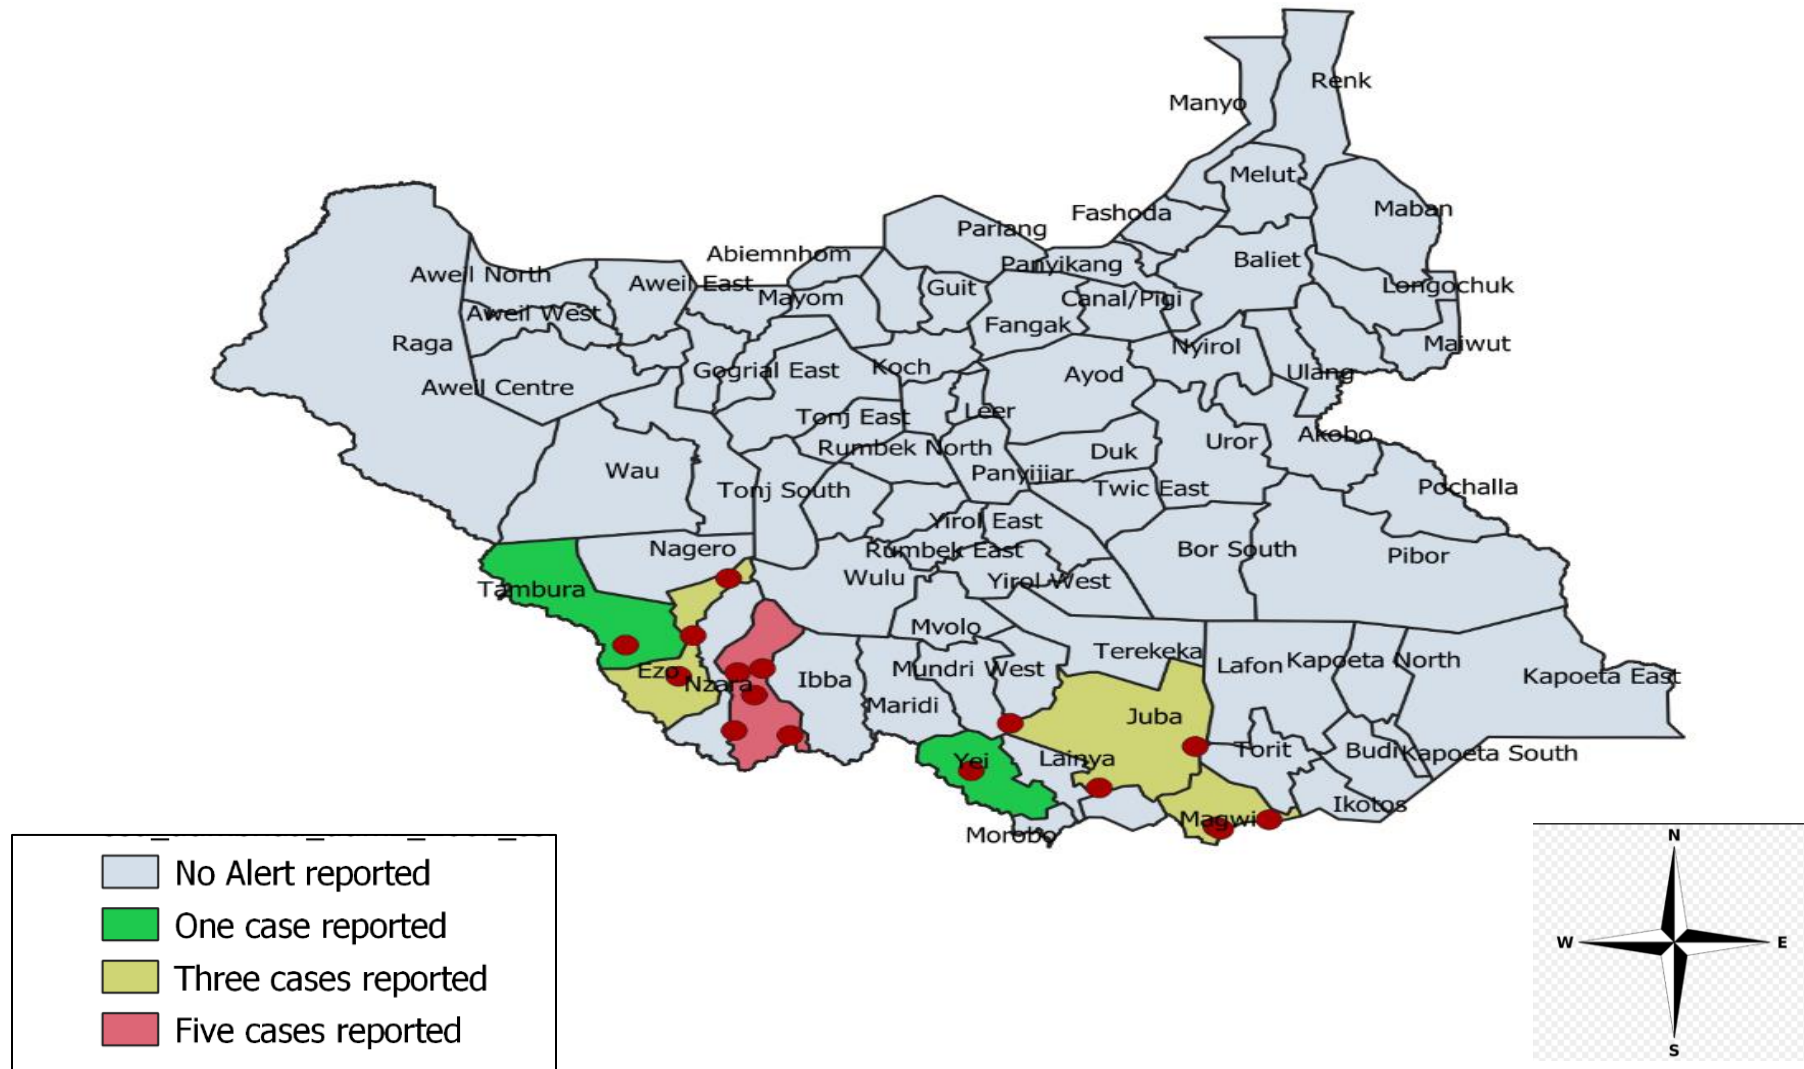 Renk
Manyo
Melut
Maban
Fashoda
Pariang
Abiemnhom
Panyikang
Baliet
Aweil North
Aweil East
Mayom
Guit
Canal/Pigi
Longochuk
Aweil West
Fangak
Raga
Nyirol
Maiwut
Gogrial East
Koch
Ayod
Ulang
Aweil Centre
Tonj East
Leer
Rumbek North
Duk
Uror
Akobo
Wau
Panyijiar
Tonj South
Twic East
Pochalla
Yirol East
Nagero
Rumbek East
Bor South
Pibor
Wulu
Yirol West
Tambura
Mvolo
Terekeka
Ezo
Nzara
Ibba
Mundri West
Lafon
Kapoeta North
Kapoeta East
Maridi
Juba
Yei
Lainya
Torit
Budi
Kapoeta South
Magwi
Ikotos
Morobo
No Alert reported
One case reported
Three cases reported
Five cases reported
N
W
E
S